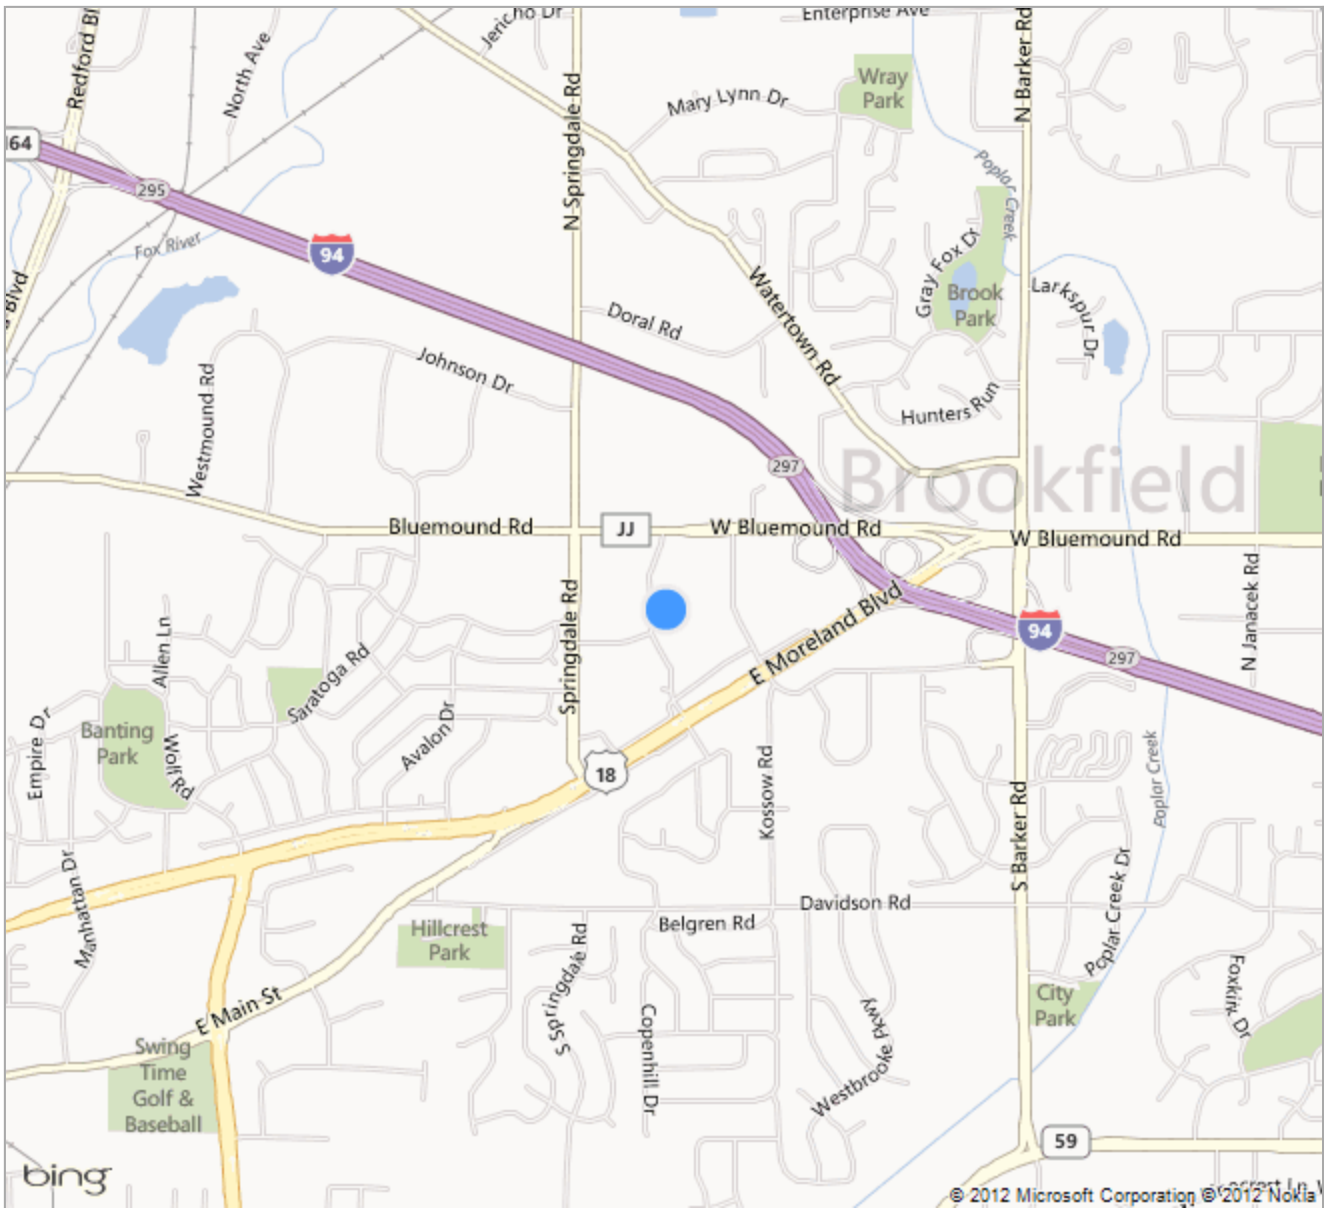 Enterprise Ave
Jericho Dr
Redford Bl
North Ave
N Springdale Rd
Mary Lynn Dr
Wray
Park
N Barker Rd
164
295
Fox River
94
Poplar Creek
Gray Fox Dr
Brook
Park
Larkspur Dr
Watertown Rd
Doral Rd
Johnson Dr
Blvd
Westmound Rd
Hunters Run
297
Brookfield
Bluemound Rd
JJ
W Bluemound Rd
W Bluemound Rd
N Janacek Rd
Springdale Rd
E Moreland Blvd
94
297
Allen Ln
Saratoga Rd
Empire Dr
Banting
Park
Wolf Rd
Avalon Dr
18
Kossow Rd
S Barker Rd
Poplar Creek
Manhattan Dr
Hillcrest
Park
Belgren Rd
Davidson Rd
Poplar Creek Dr
S Springdale Rd
Copenhill Dr
Westbrooke Pkwy
City
Park
Foxkirk Dr
E Main St
Swing
Time
Golf &
Baseball
59
bing
© 2012 Microsoft Corporation © 2012 Nokia